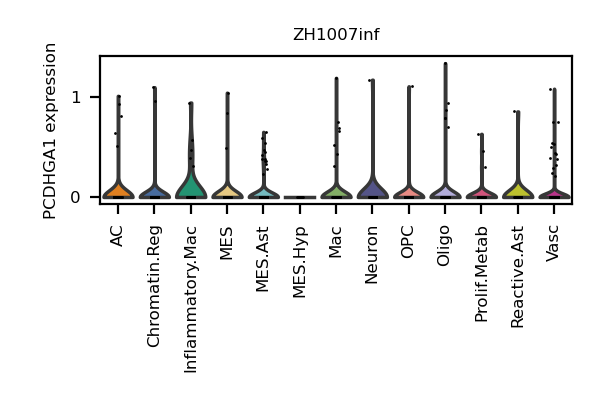 ZH1007inf
PCDHGA1 expression
1
0
AC
Chromatin.Reg
Inflammatory.Mac
MES
MES.Ast
MES.Hyp
Mac
Neuron
OPC
Oligo
Prolif.Metab
Reactive.Ast
Vasc